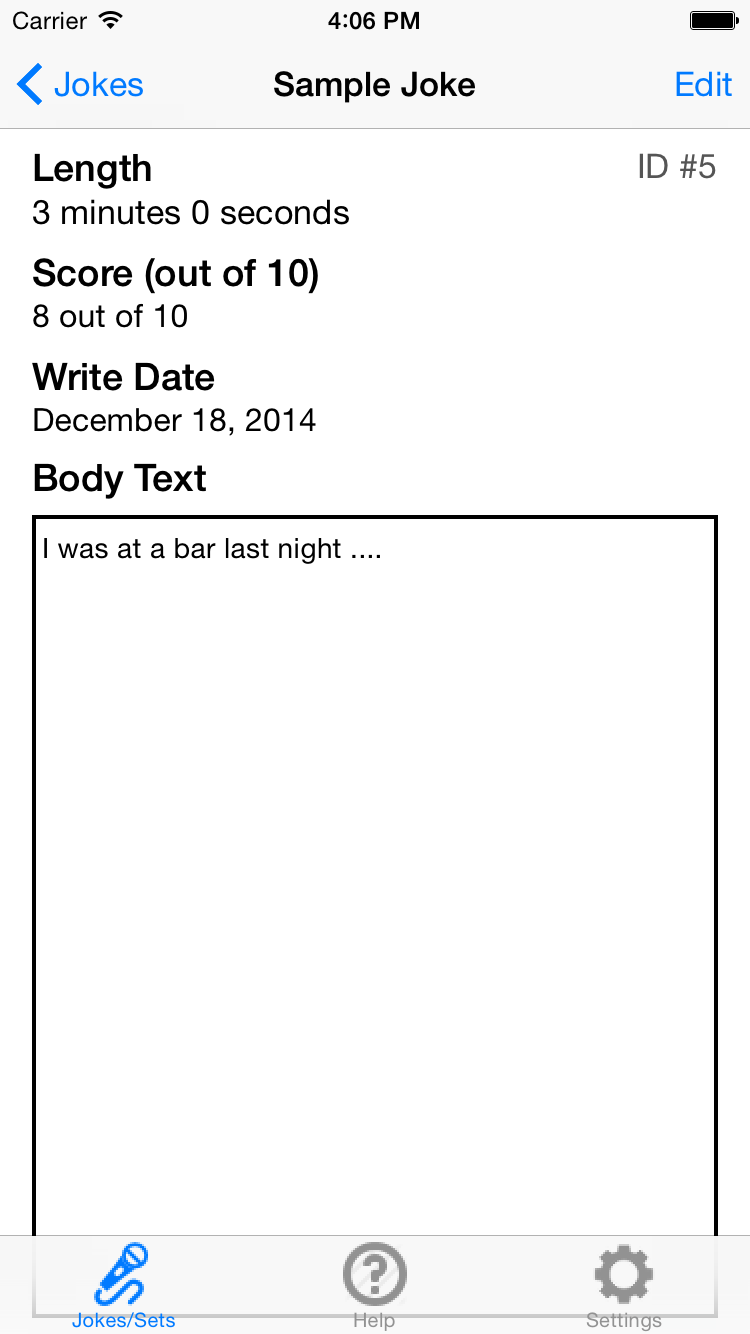 Carrier 4:06 PM
Jokes Sample Joke Edit
Length ID #5
3 minutes 0 seconds
Score (out of 10)
8 out of 10
Write Date
December 18, 2014
Body Text
I was at a bar last night ....
Jokes/Sets Help Settings